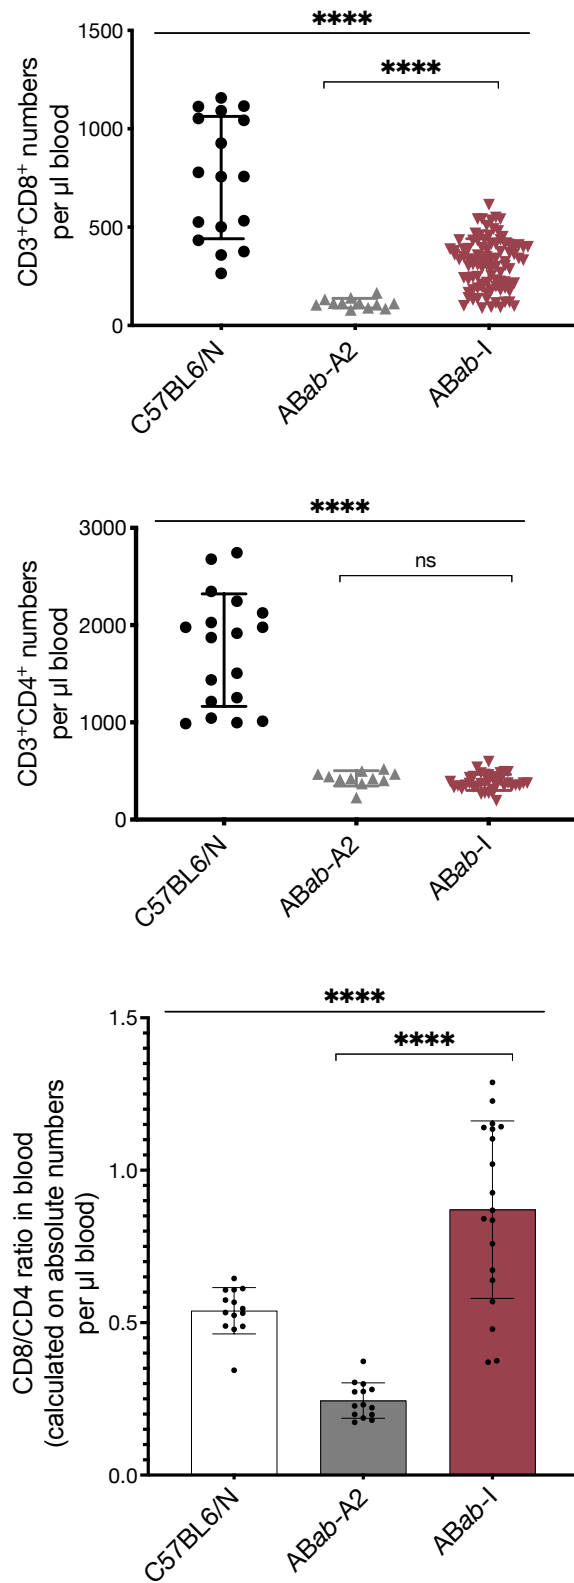 ****
1500
****
1000
500
0
CD3+CD8+ numbers
per µl blood
C57BL6/N
ABab-A2
ABab-I
****
3000
ns
2000
1000
0
CD3+CD4+ numbers
per µl blood
C57BL6/N
ABab-A2
ABab-I
****
1.5
****
1.0
0.5
0.0
CD8/CD4 ratio in blood
(calculated on absolute numbers
per µl blood)
C57BL6/N
ABab-A2
ABab-I